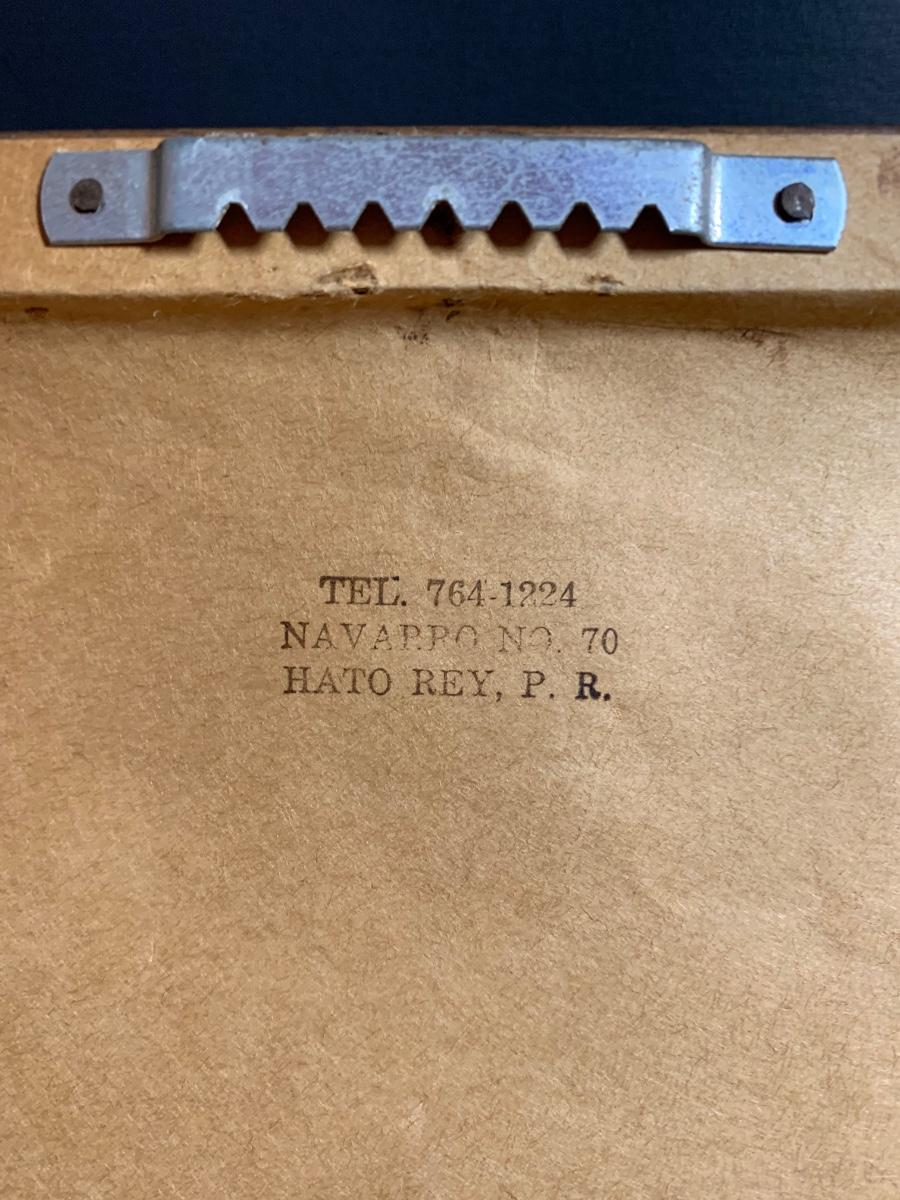 TEL. 764-1224
NAVARRO NO. 70
HATO REY, P. R.